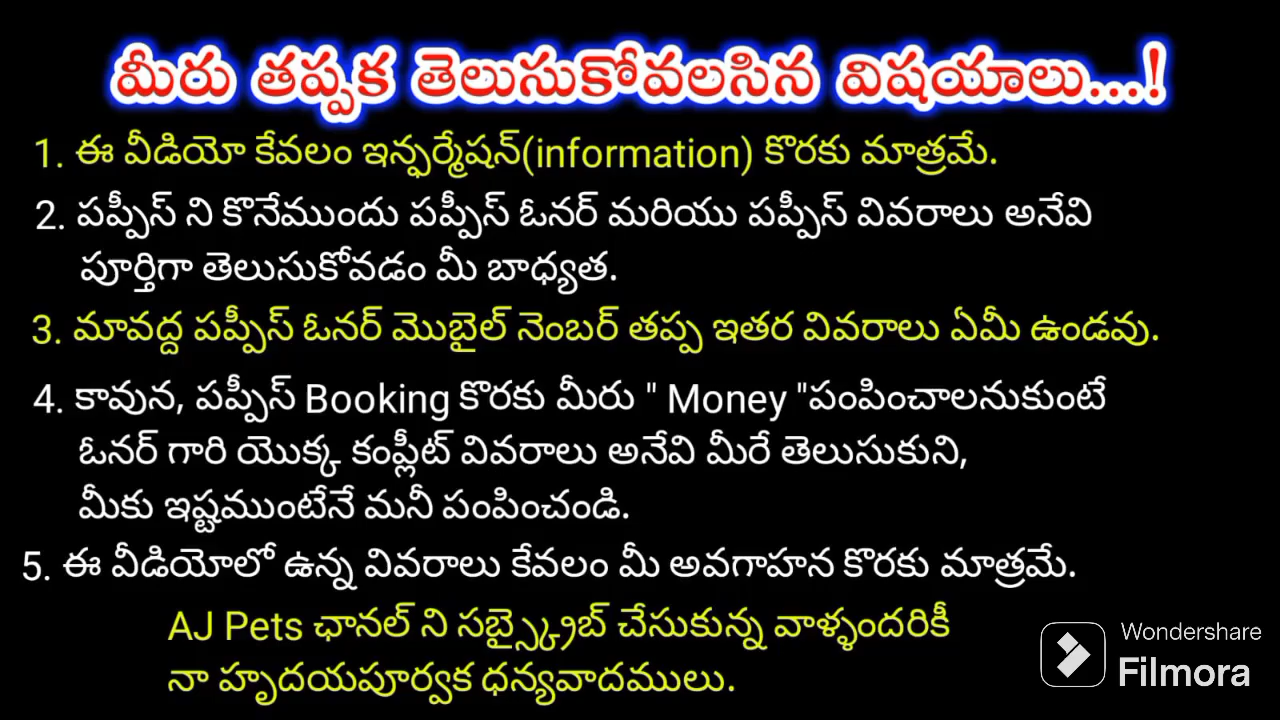 మీరు తప్పక తెలుసుకోవలసిన విషయాలు...!
1. ఈ వీడియో కేవలం ఇన్ఫర్మేషన్(information) కొరకు మాత్రమే.
2. పప్పీస్ ని కొనేముందు పప్పీస్ ఓనర్ మరియు పప్పీస్ వివరాలు అనేవి
పూర్తిగా తెలుసుకోవడం మీ బాధ్యత.
3. మావద్ద పప్పీస్ ఓనర్ మొబైల్ నెంబర్ తప్ప ఇతర వివరాలు ఏమీ ఉండవు.
4. కావున, పప్పీస్ Booking కొరకు మీరు " Money "పంపించాలనుకుంటే
ఓనర్ గారి యొక్క కంప్లీట్ వివరాలు అనేవి మీరే తెలుసుకుని,
మీకు ఇష్టముంటేనే మనీ పంపించండి.
5. ఈ వీడియోలో ఉన్న వివరాలు కేవలం మీ అవగాహన కొరకు మాత్రమే.
AJ Pets ఛానల్ ని సబ్స్క్రైబ్ చేసుకున్న వాళ్ళందరికీ
నా హృదయపూర్వక ధన్యవాదములు.
Wondershare
Filmora